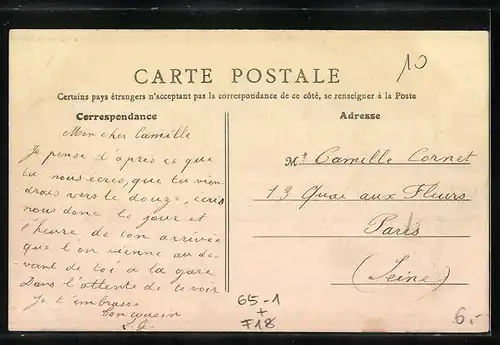 10
CARTE POSTALE
Certains pays étrangers n'acceptant pas la correspondance de ce côté, se renseigner à la Poste
Correspondance
Mon cher Camille
Je pense d'après ce que
tu nous écris, que tu vien
drais vers le douze, écris
nous donc le jour et
l'heure de ton arrivée
que l'on vienne au de
vant de toi à la gare
Dans l'attente de te voir
Je t'embrasse
Ton cousin
L. C.
Adresse
Mr Camille Cornet
13 Quai aux Fleurs
Paris
(Seine)
65-1
+
F18
6.-